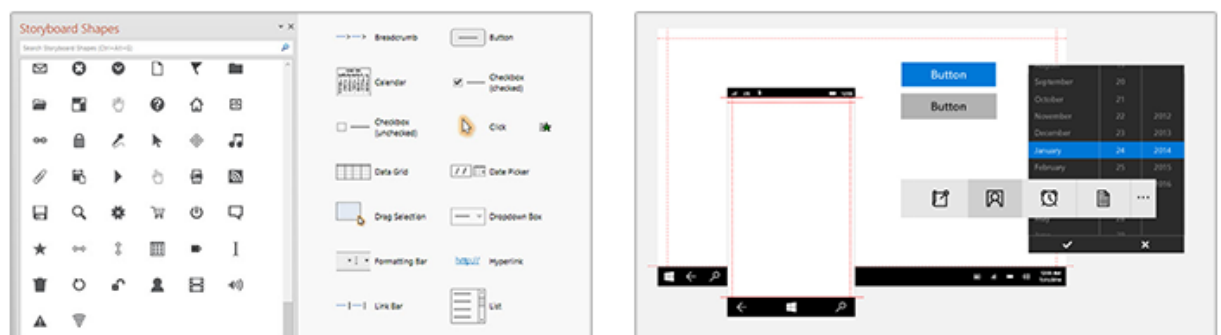 Storyboard Shapes
Search Storyboard Shapes (Ctrl+Alt+G)
Breadcrumb
Button
Calendar
Checkbox
(checked)
Checkbox
(unchecked)
Click
Data Grid
Date Picker
Drag Selection
Dropdown Box
Formatting Bar
http://
Hyperlink
Link Bar
List
Button
Button
September 20
October 21
November 22 2012
December 23 2013
January 24 2014
February 25 2015
2016
May